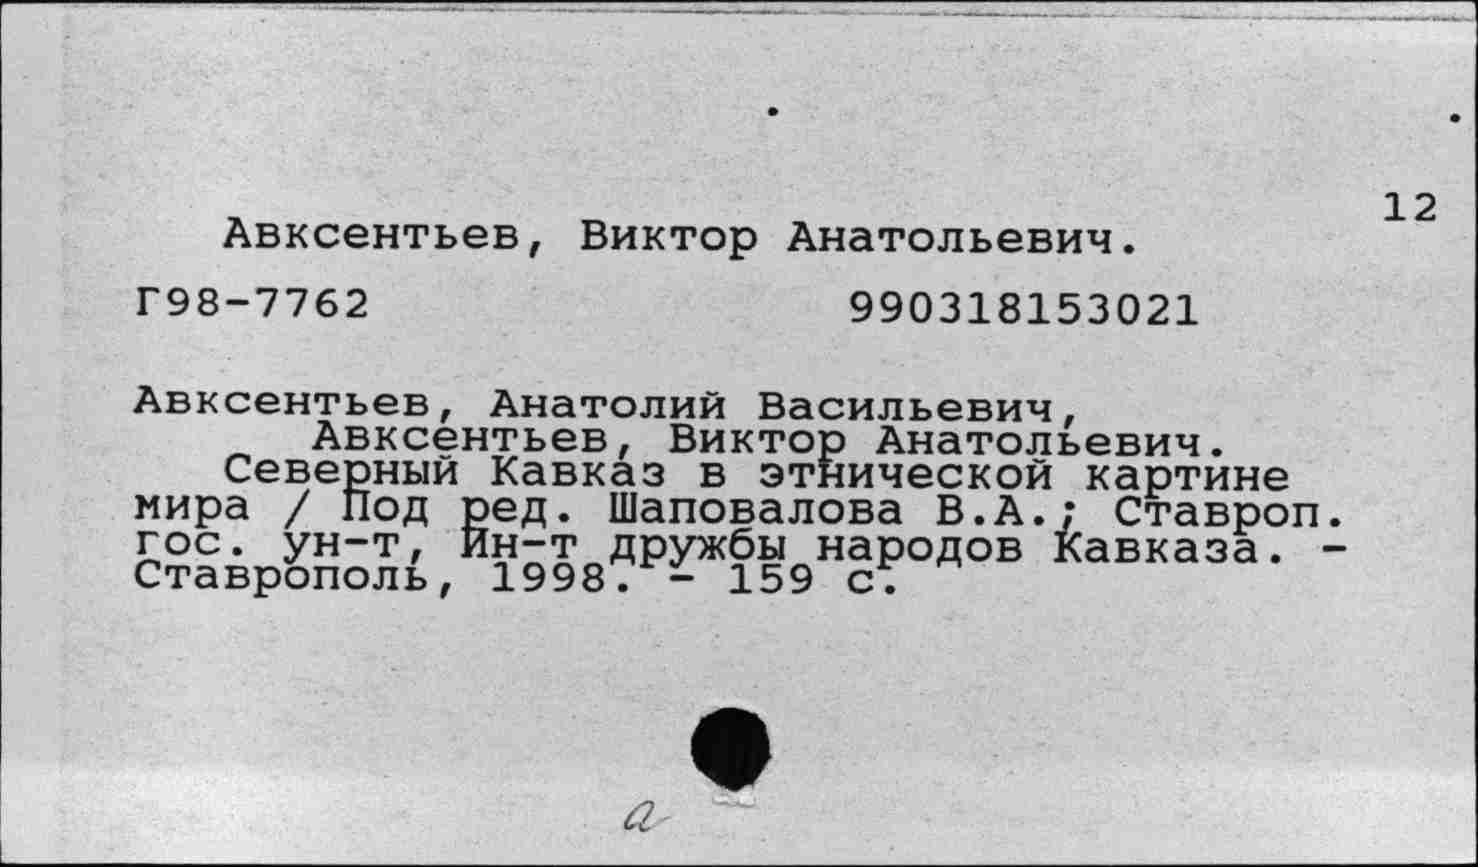 12
Авксентьев, Виктор Анатольевич.
Г98-7762 990318153021
Авксентьев, Анатолий Васильевич,
Авксентьев, Виктор Анатольевич.
Северный Кавказ в этнической картине
мира / Под ред. Шаповалова В.А.; Ставроп.
гос. ун-т, Ин-т дружбы народов Кавказа. -
Ставрополь, 1998. - 159 с.
а